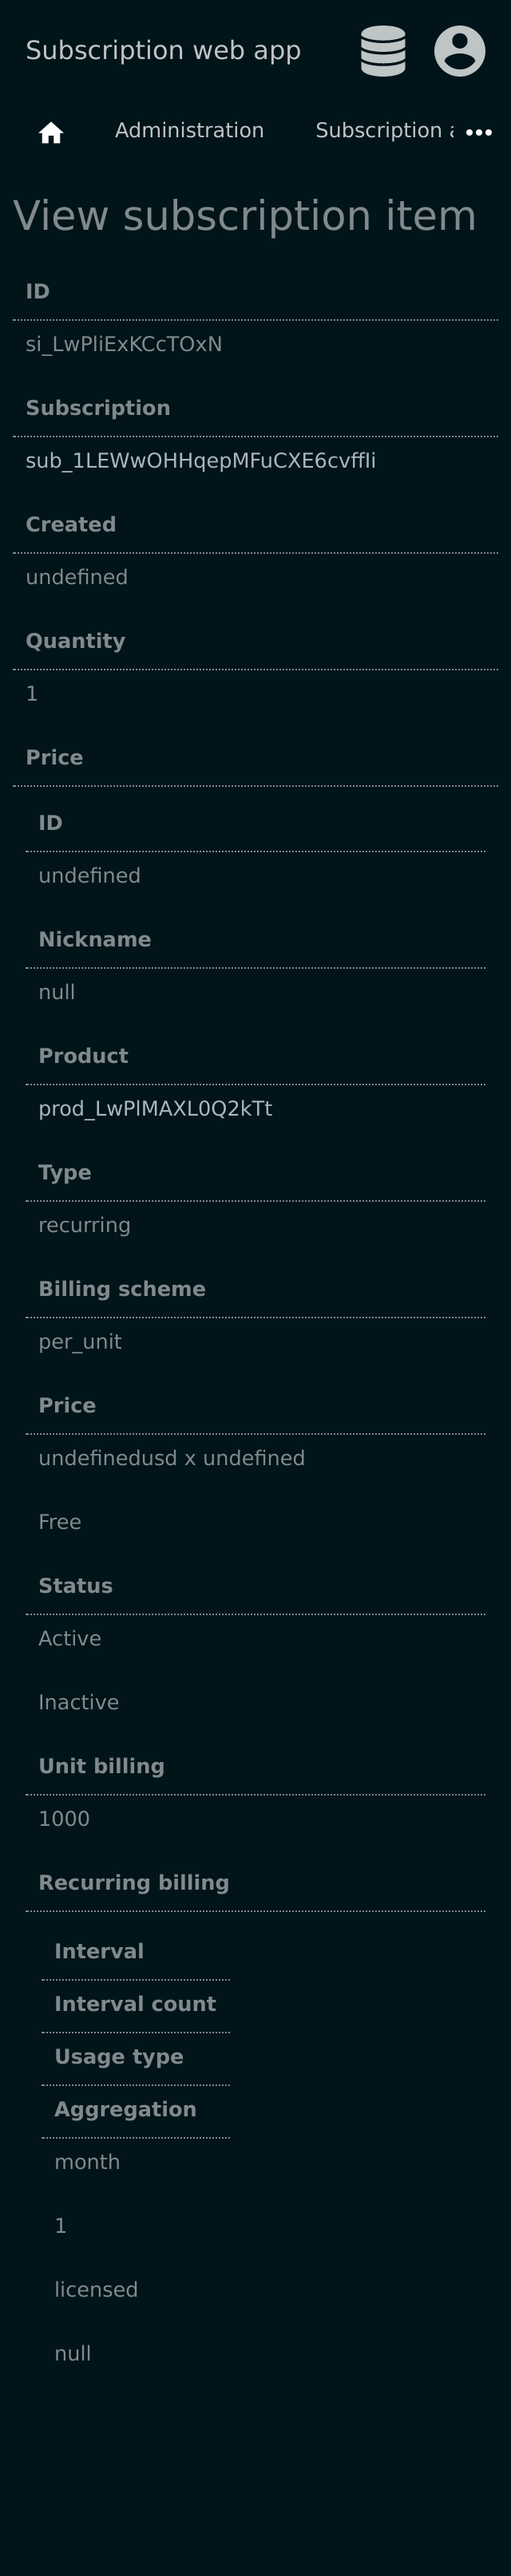 Subscription web app
Administration
Subscription
View subscription item
ID
si_LwPliExKCcTOxN
Subscription
sub_1LEWwOHHqepMFuCXE6cvffli
Created
undefined
Quantity
1
Price
ID
undefined
Nickname
null
Product
prod_LwPlMAXL0Q2kTt
Type
recurring
Billing scheme
per_unit
Price
undefinedusd x undefined
Free
Status
Active
Inactive
Unit billing
1000
Recurring billing
Interval
Interval count
Usage type
Aggregation
month
1
licensed
null